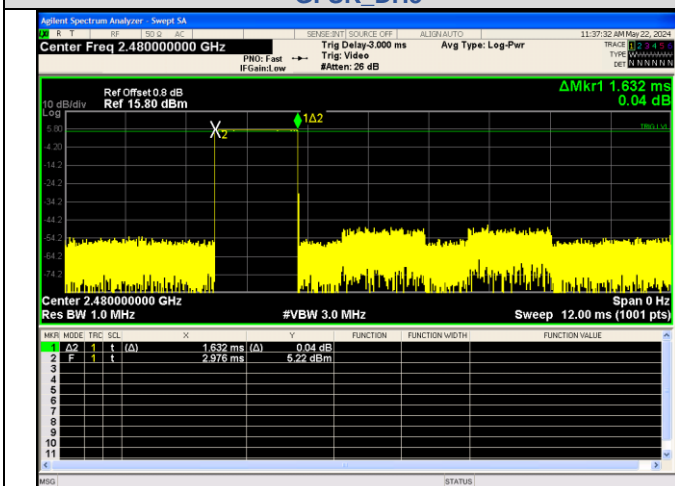 Agilent Spectrum Analyzer - Swept SA
R T RF 50 Ω AC SENSE:INT SOURCE OFF ALIGN AUTO 11:37:32 AM May 22, 2024
Center Freq 2.480000000 GHz Trig Delay-3.000 ms Avg Type: Log-Pwr TRACE 1 2 3 4 5 6
PNO: Fast Trig: Video TYPE
IFGain:Low #Atten: 26 dB DET N N N N N N
Ref Offset 0.8 dB ΔMkr1 1.632 ms
10 dB/div Ref 15.80 dBm 0.04 dB
Log
1Δ2
5.80 X2 TRIG LVL
-4.20
-14.2
-24.2
-34.2
-44.2
-54.2
-64.2
-74.2
Center 2.480000000 GHz Span 0 Hz
Res BW 1.0 MHz #VBW 3.0 MHz Sweep 12.00 ms (1001 pts)
MKR MODE TRC SCL X Y FUNCTION FUNCTION WIDTH FUNCTION VALUE
1 Δ2 1 t (Δ) 1.632 ms (Δ) 0.04 dB
2 F 1 t 2.976 ms 5.22 dBm
3
4
5
6
7
8
9
10
11
MSG STATUS